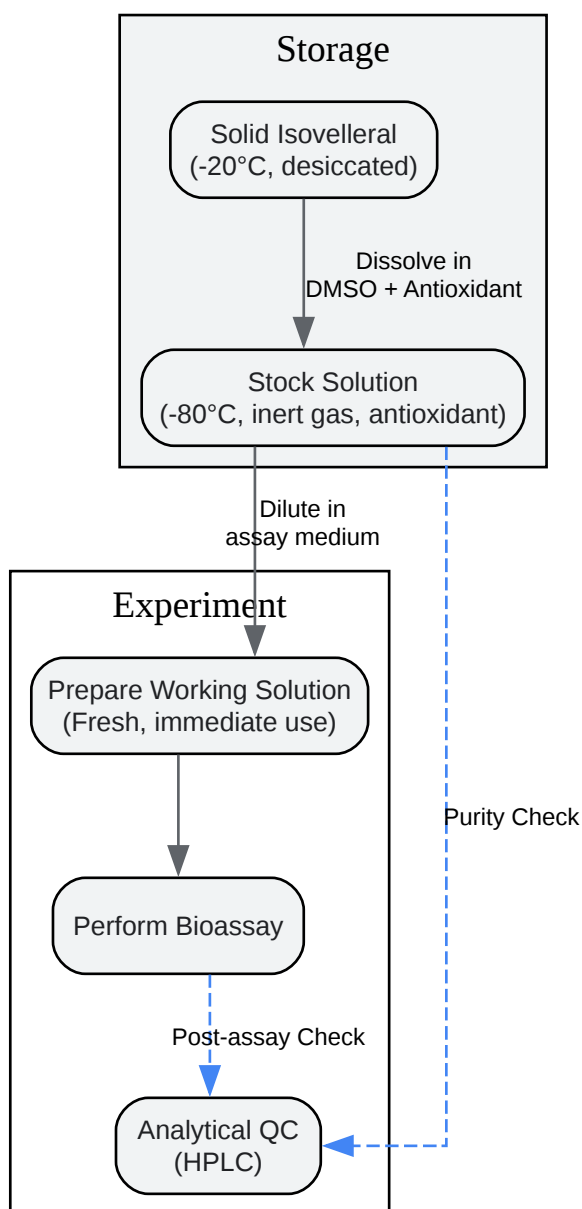 Storage
Solid Isovelleral
(-20°C, desiccated)
Dissolve in
DMSO + Antioxidant
Stock Solution
(-80°C, inert gas, antioxidant)
Dilute in
assay medium
Experiment
Prepare Working Solution
(Fresh, immediate use)
Purity Check
Perform Bioassay
Post-assay Check
Analytical QC
(HPLC)